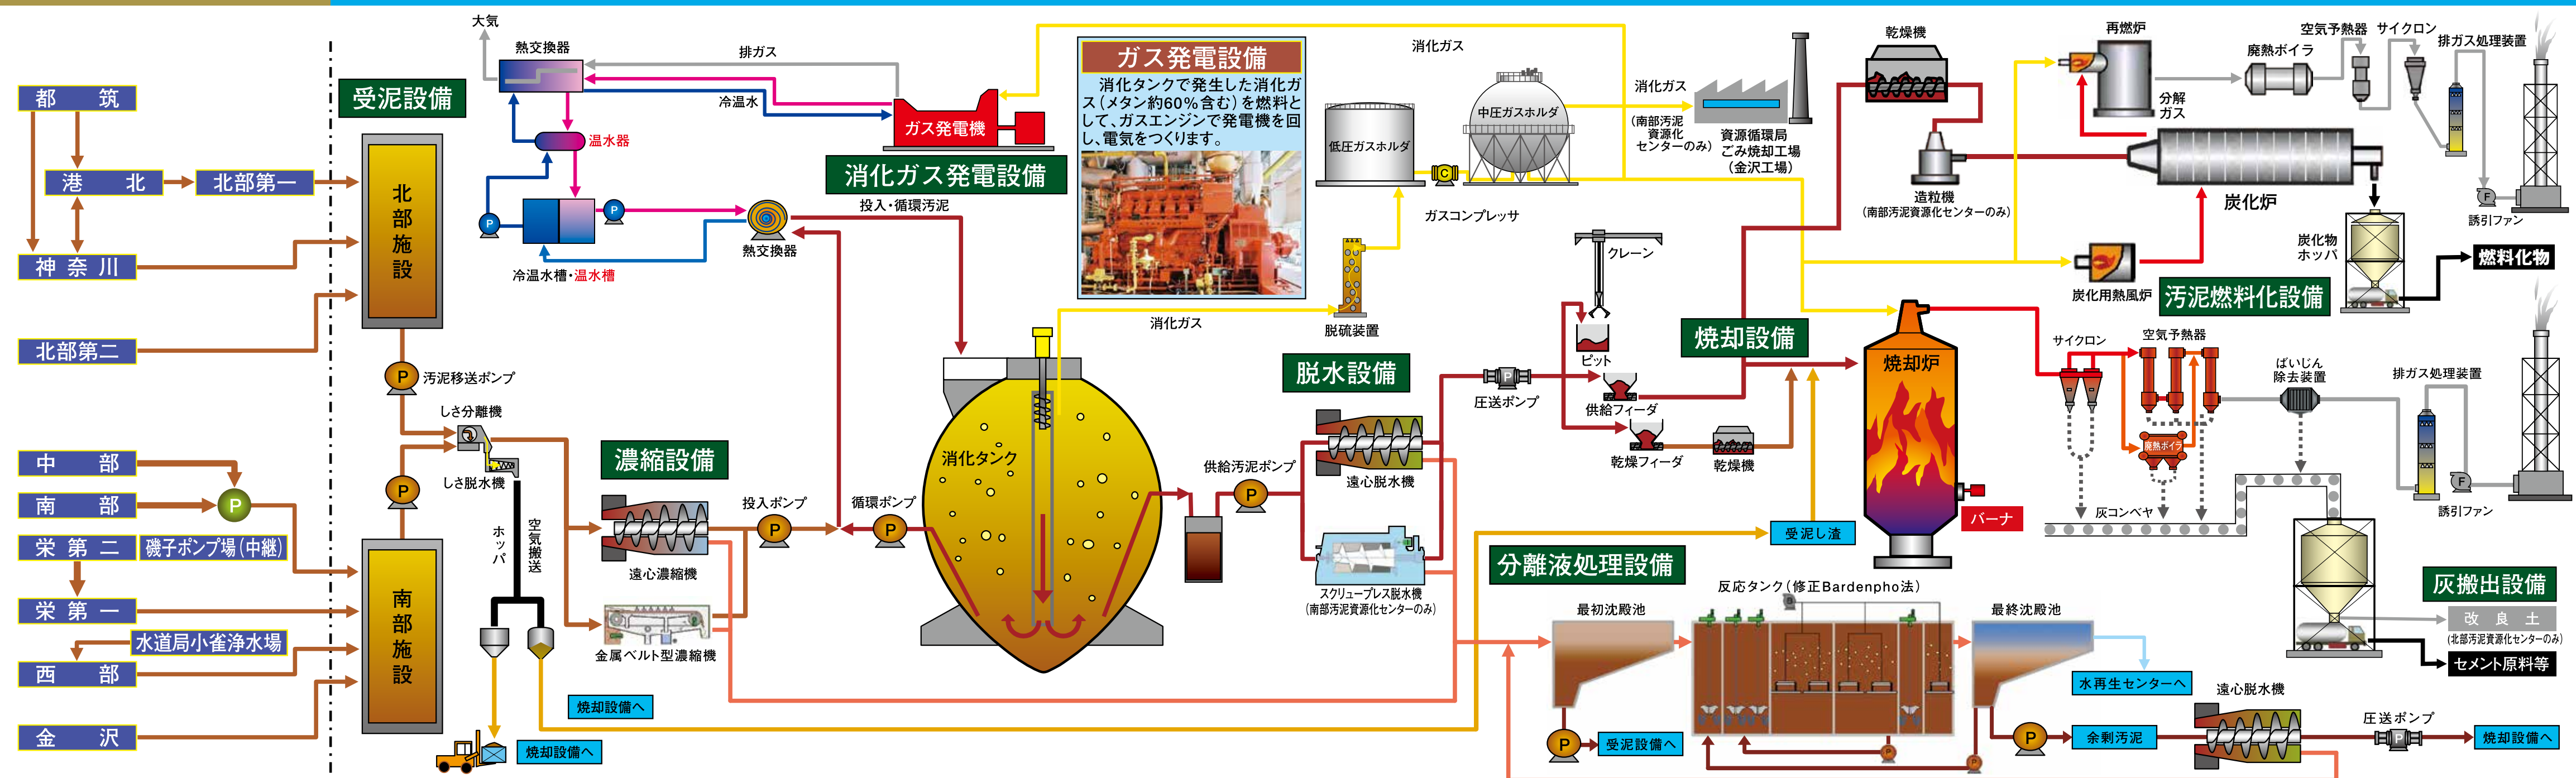 都筑
港北
北部第一
神奈川
北部第二
中部
南部
P
栄第二
磯子ポンプ場(中継)
栄第一
水道局小雀浄水場
西部
金沢
受泥設備
北部施設
P
汚泥移送ポンプ
P
南部施設
しさ分離機
しさ脱水機
ホッパ
空気搬送
焼却設備へ
焼却設備へ
大気
熱交換器
排ガス
冷温水
温水器
P
P
冷温水槽・温水槽
熱交換器
ガス発電機
消化ガス発電設備
投入・循環汚泥
濃縮設備
遠心濃縮機
金属ベルト型濃縮機
投入ポンプ
P
循環ポンプ
P
消化タンク
ガス発電設備
消化タンクで発生した消化ガ
ス(メタン約60%含む)を燃料と
して、ガスエンジンで発電機を回
し、電気をつくります。
消化ガス
脱硫装置
低圧ガスホルダ
C
ガスコンプレッサ
中圧ガスホルダ
消化ガス
消化ガス
(南部汚泥
資源化
センターのみ)
資源循環局
ごみ焼却工場
(金沢工場)
脱水設備
供給汚泥ポンプ
P
遠心脱水機
スクリュープレス脱水機
(南部汚泥資源化センターのみ)
P
圧送ポンプ
クレーン
ピット
供給フィーダ
乾燥フィーダ
乾燥機
焼却設備
焼却炉
バーナ
受泥し渣
乾燥機
造粒機
(南部汚泥資源化センターのみ)
再燃炉
分解
ガス
廃熱ボイラ
空気予熱器
サイクロン
排ガス処理装置
F
誘引ファン
炭化炉
炭化用熱風炉
炭化物
ホッパ
燃料化物
汚泥燃料化設備
サイクロン
空気予熱器
廃熱ボイラ
ばいじん
除去装置
排ガス処理装置
F
誘引ファン
灰コンベヤ
灰搬出設備
改良土
(北部汚泥資源化センターのみ)
セメント原料等
分離液処理設備
最初沈殿池
P
受泥設備へ
反応タンク(修正Bardenpho法)
B
P
P
最終沈殿池
水再生センターへ
P
余剰汚泥
遠心脱水機
圧送ポンプ
P
焼却設備へ